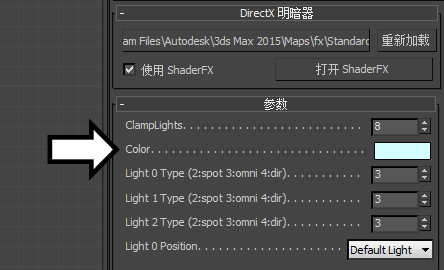 DirectX 明暗器
am Files\Autodesk\3ds Max 2015\Maps\fx\Standard 重新加载
使用 ShaderFX 打开 ShaderFX
参数
ClampLights. . . . . . . . . . . . . . . . . . . . . . . . . . . 8
Color. . . . . . . . . . . . . . . . . . . . . . . . . . . . . . . . .
Light 0 Type (2:spot 3:omni 4:dir). . . . . . . . . . . 3
Light 1 Type (2:spot 3:omni 4:dir). . . . . . . . . . . 3
Light 2 Type (2:spot 3:omni 4:dir). . . . . . . . . . . 3
Light 0 Position. . . . . . . . . . . . . . . . . . . . . Default Light